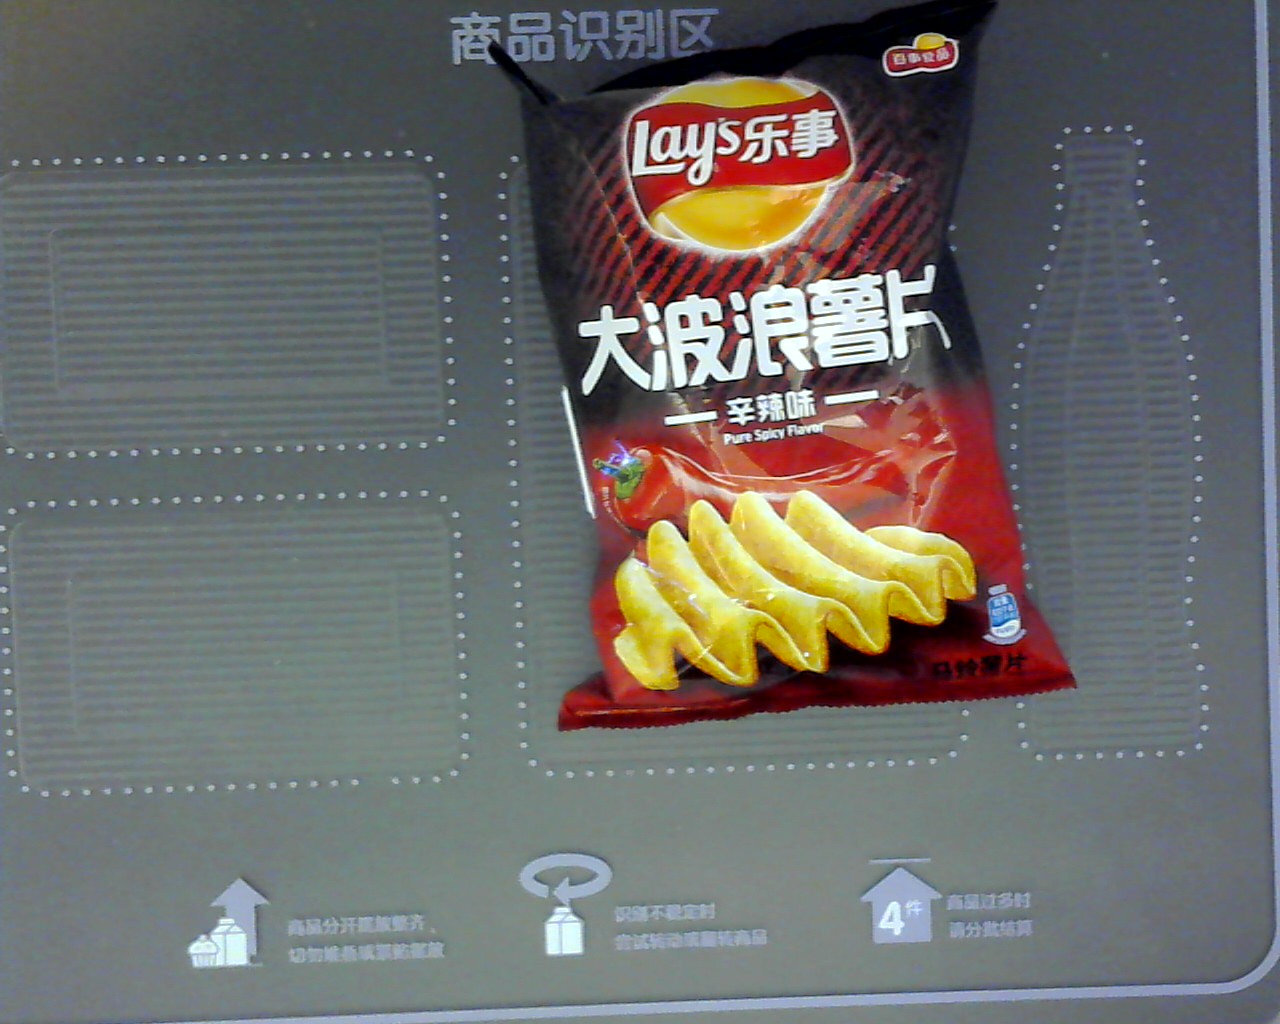 商品识别区
百事食品
Lay's乐事
大波浪薯片
辛辣味
Pure Spicy Flavor
马铃薯片
商品分开摆放整齐，
切勿堆叠或紧贴摆放
识别不稳定时
尝试转动或翻转商品
4件
商品过多时
请分批结算